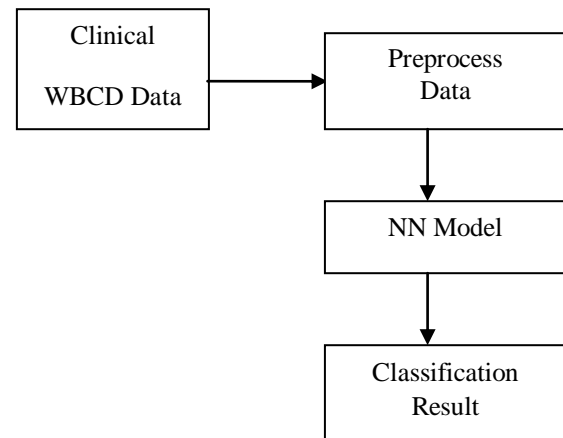 Clinical
WBCD Data
Preprocess
Data
NN Model
Classification
Result